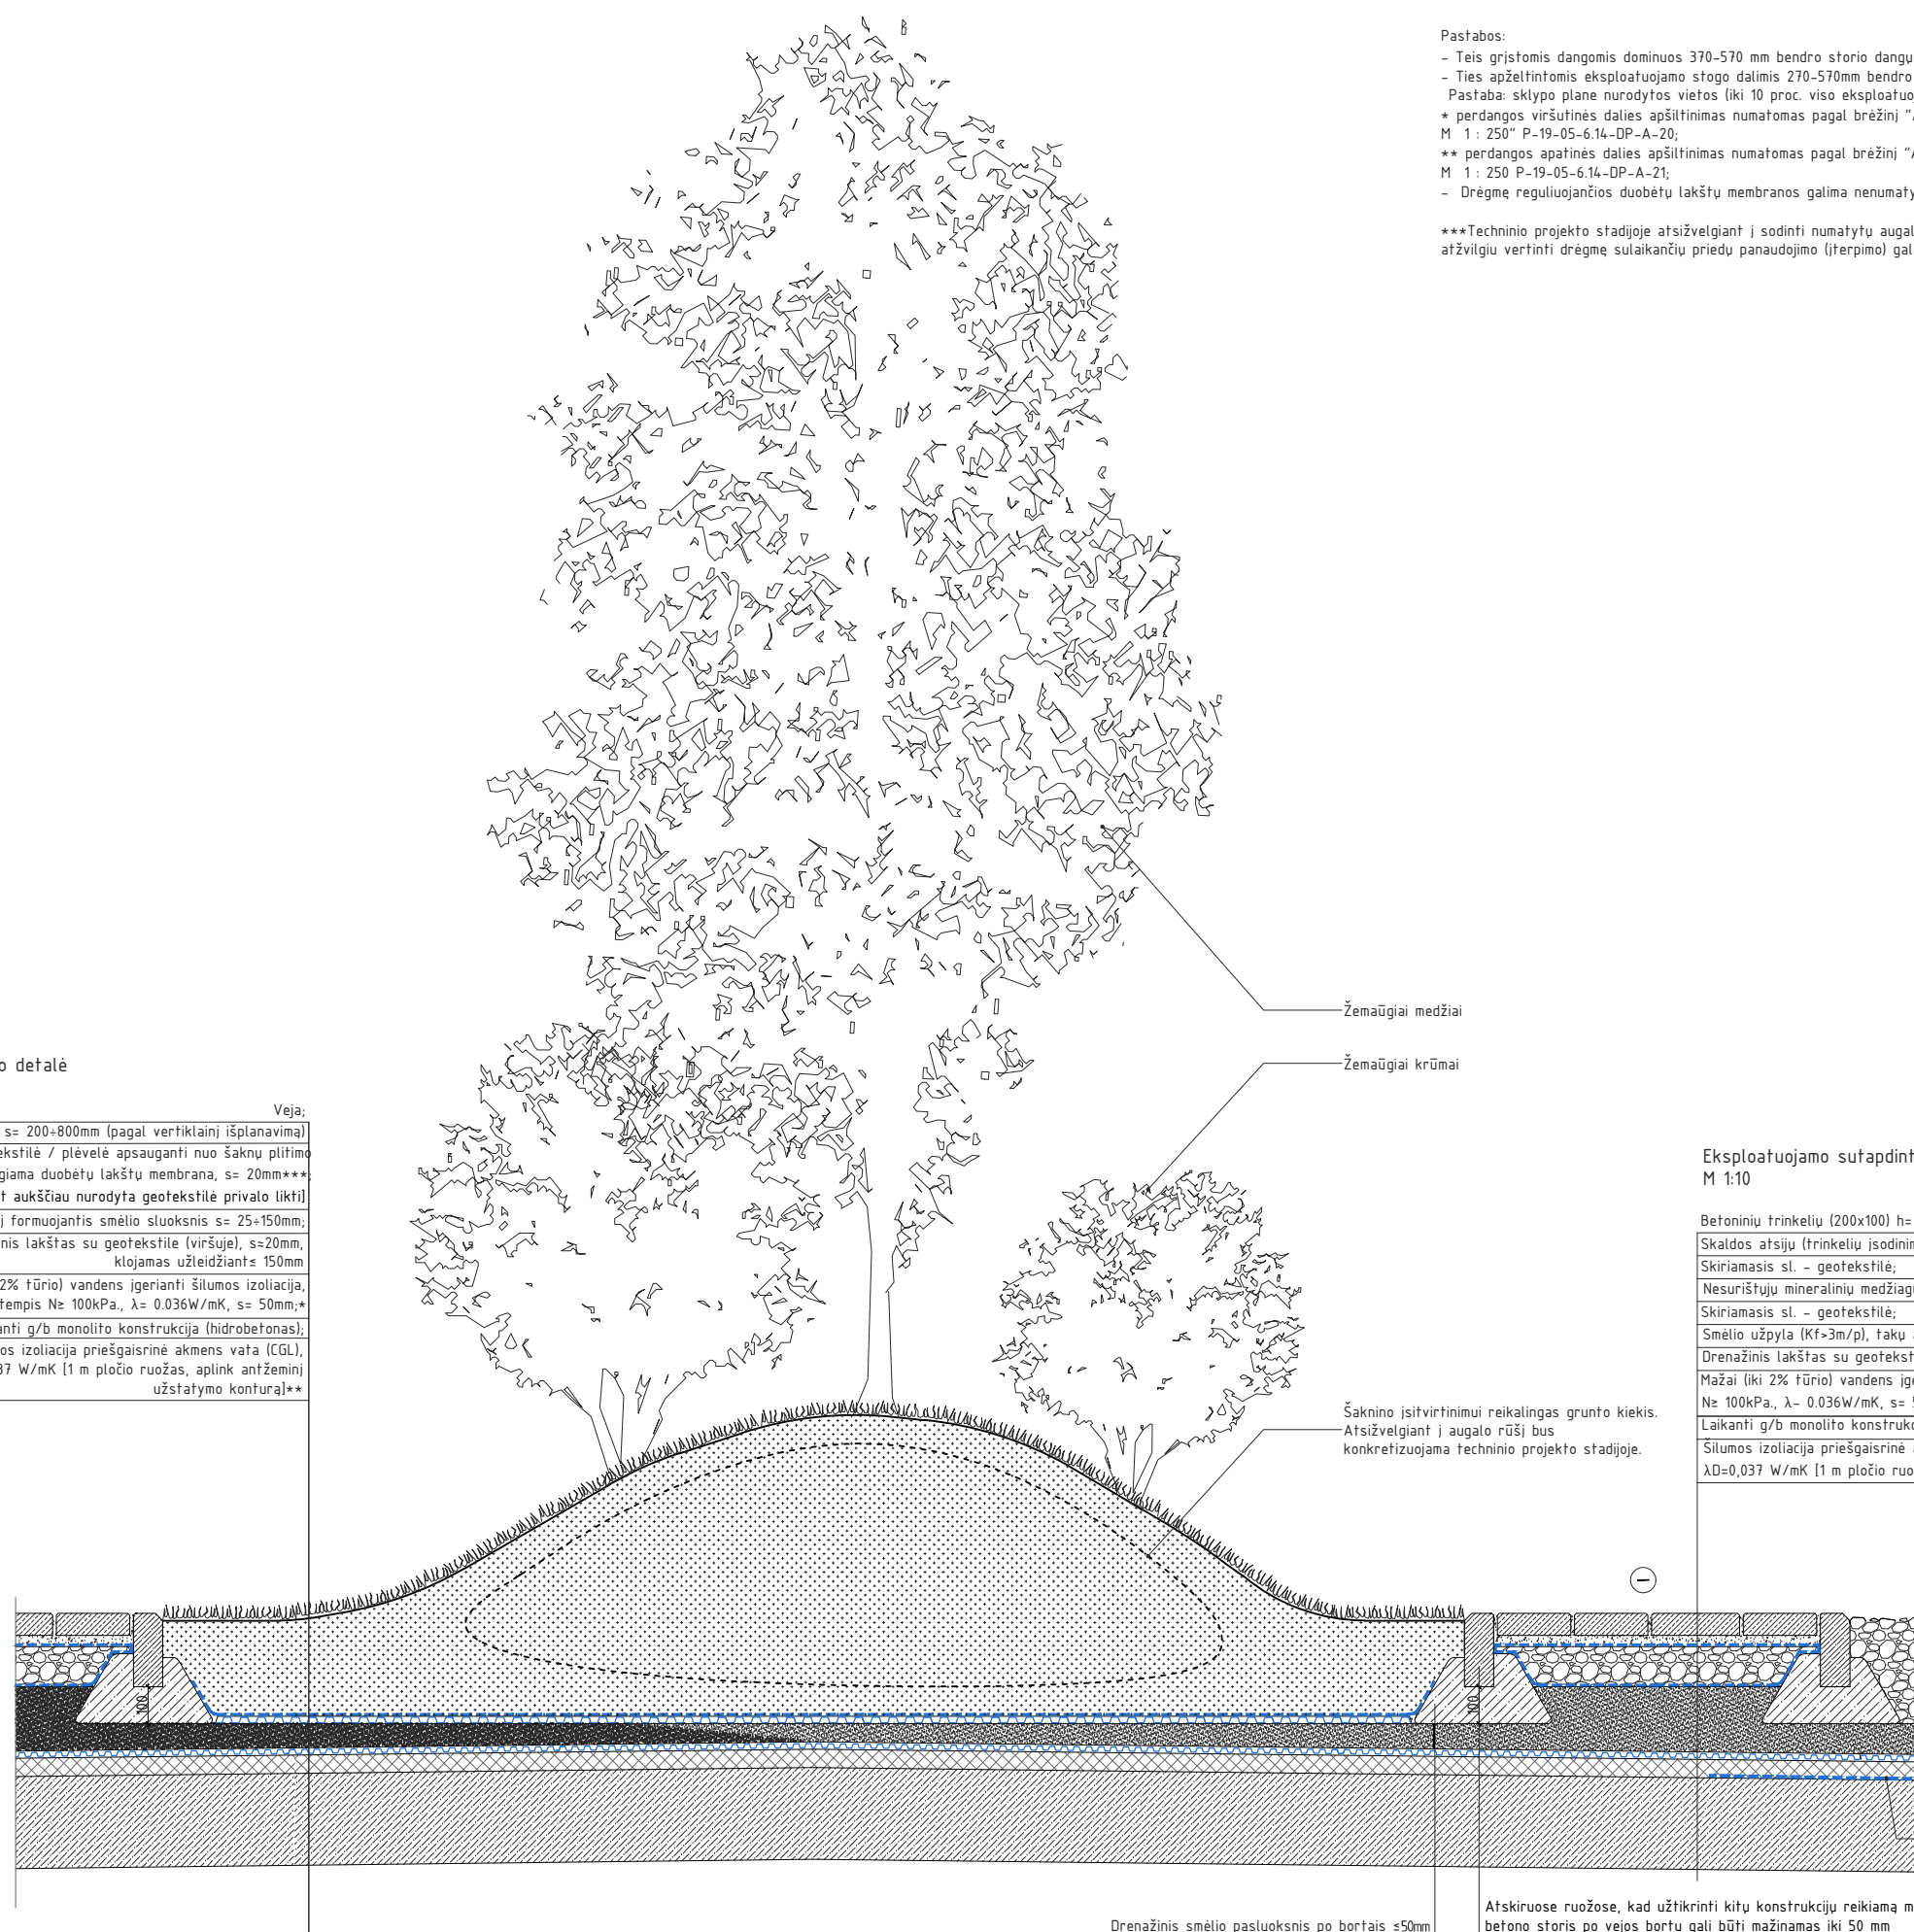 Pastabos:
- Teis grįstomis dangomis dominuos 370-570 mm bendro storio dangų
- Ties apželtintomis eksploatuojamo stogo dalimis 270-570mm bendro
Pastaba: sklypo plane nurodytos vietos (iki 10 proc. viso eksploatuoj
* perdangos viršutinės dalies apšiltinimas numatomas pagal brėžinį "A
M 1 : 250" P-19-05-6.14-DP-A-20;
** perdangos apatinės dalies apšiltinimas numatomas pagal brėžinį "A
M 1 : 250 P-19-05-6.14-DP-A-21;
- Drėgmę reguliuojančios duobėtų lakštų membranos galima nenumaty
***Techninio projekto stadijoje atsižvelgiant į sodinti numatytų augal
atžvilgiu vertinti drėgmę sulaikančių priedų panaudojimo (įterpimo) gal
Žemaūgiai medžiai
Žemaūgiai krūmai
o detalė
Veja;
s= 200÷800mm (pagal vertiklainį išplanavimą)
ekstilė / plėvelė apsauganti nuo šaknų plitimo
giama duobėtų lakštų membrana, s= 20mm***;
t aukščiau nurodyta geotekstilė privalo likti]
į formuojantis smėlio sluoksnis s= 25÷150mm;
nis lakštas su geotekstile (viršuje), s≈20mm,
klojamas užleidžiant≤ 150mm
2% tūrio) vandens įgerianti šilumos izoliacija,
tempis N≥ 100kPa., λ= 0.036W/mK, s= 50mm;*
anti g/b monolito konstrukcija (hidrobetonas);
os izoliacija priešgaisrinė akmens vata (CGL),
37 W/mK [1 m pločio ruožas, aplink antžeminį
užstatymo konturą]**
Eksploatuojamo sutapdint
M 1:10
Betoninių trinkelių (200x100) h=
Skaldos atsijų (trinkelių įsodinim
Skiriamasis sl. - geotekstilė;
Nesurištųjų mineralinių medžiagų
Skiriamasis sl. - geotekstilė;
Smėlio užpyla (Kf>3m/p), takų
Drenažinis lakštas su geotekst
Mažai (iki 2% tūrio) vandens įge
N≥ 100kPa., λ- 0.036W/mK, s= 5
Laikanti g/b monolito konstrukc
Šilumos izoliacija priešgaisrinė
λD=0,037 W/mK [1 m pločio ruo
Šaknino įsitvirtinimui reikalingas grunto kiekis.
Atsižvelgiant į augalo rūšį bus
konkretizuojama techninio projekto stadijoje.
100
100
Atskiruose ruožose, kad užtikrinti kitų konstrukcijų reikiamą m
Drenažinis smėlio pasluoksnis po bortais ≤50mm
betono storis po vejos bortu gali būti mažinamas iki 50 mm